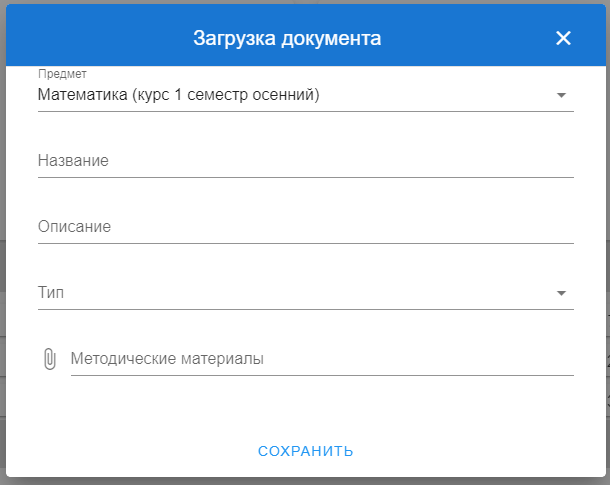 Загрузка документа
Предмет
Математика (курс 1 семестр осенний)
Название
Описание
Тип
Методические материалы
СОХРАНИТЬ